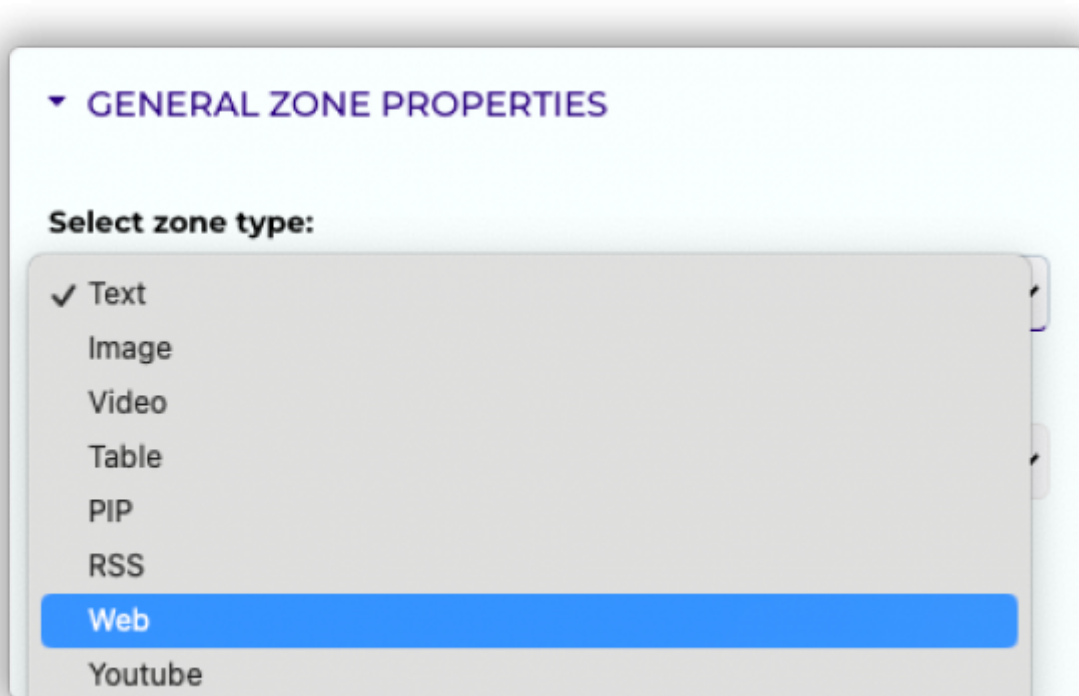 GENERAL ZONE PROPERTIES
Select zone type:
Text
Image
Video
Table
PIP
RSS
Web
Youtube